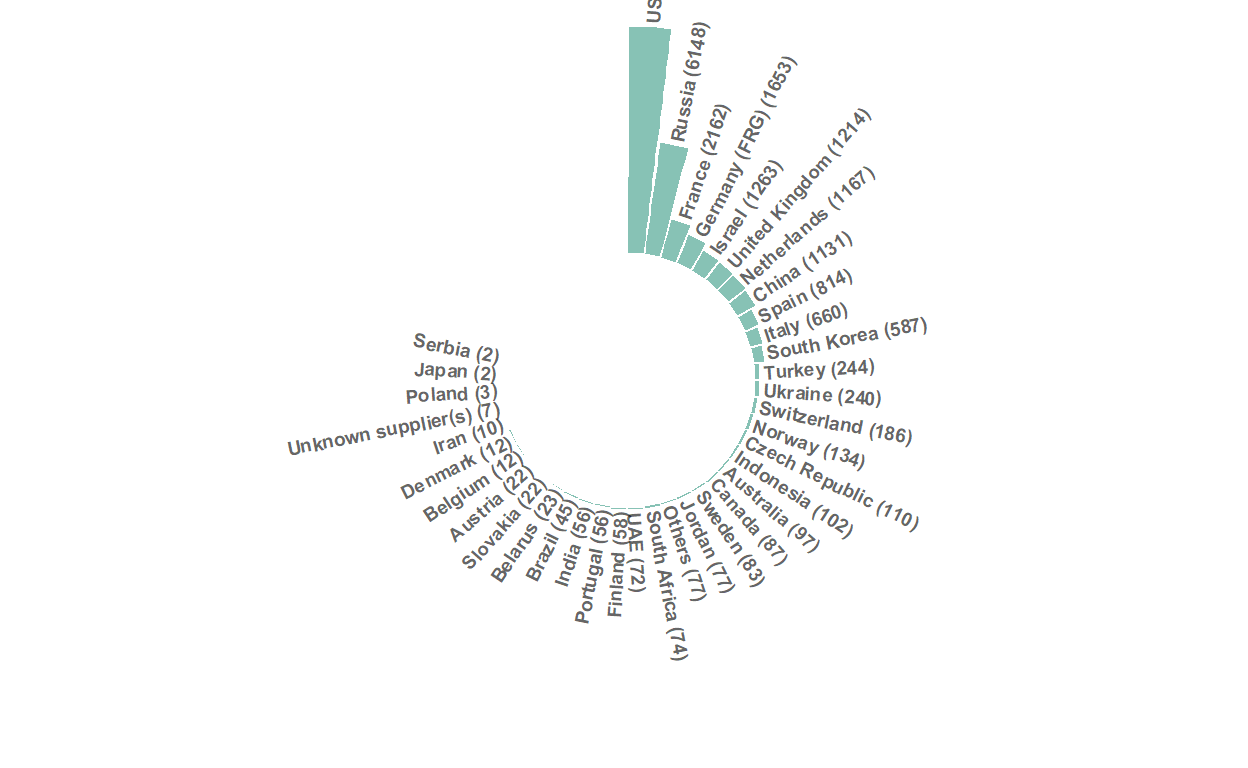 US
Russia (6148)
France (2162)
Germany (FRG) (1653)
Israel (1263)
United Kingdom (1214)
Netherlands (1167)
China (1131)
Spain (814)
Italy (660)
South Korea (587)
Turkey (244)
Ukraine (240)
Switzerland (186)
Norway (134)
Czech Republic (110)
Indonesia (102)
Australia (97)
Canada (87)
Sweden (83)
Jordan (77)
Others (77)
South Africa (74)
UAE (72)
Finland (58)
Portugal (56)
India (56)
Brazil (45)
Belarus (23)
Slovakia (22)
Austria (22)
Belgium (12)
Denmark (12)
Iran (10)
Unknown supplier(s) (7)
Poland (3)
Japan (2)
Serbia (2)